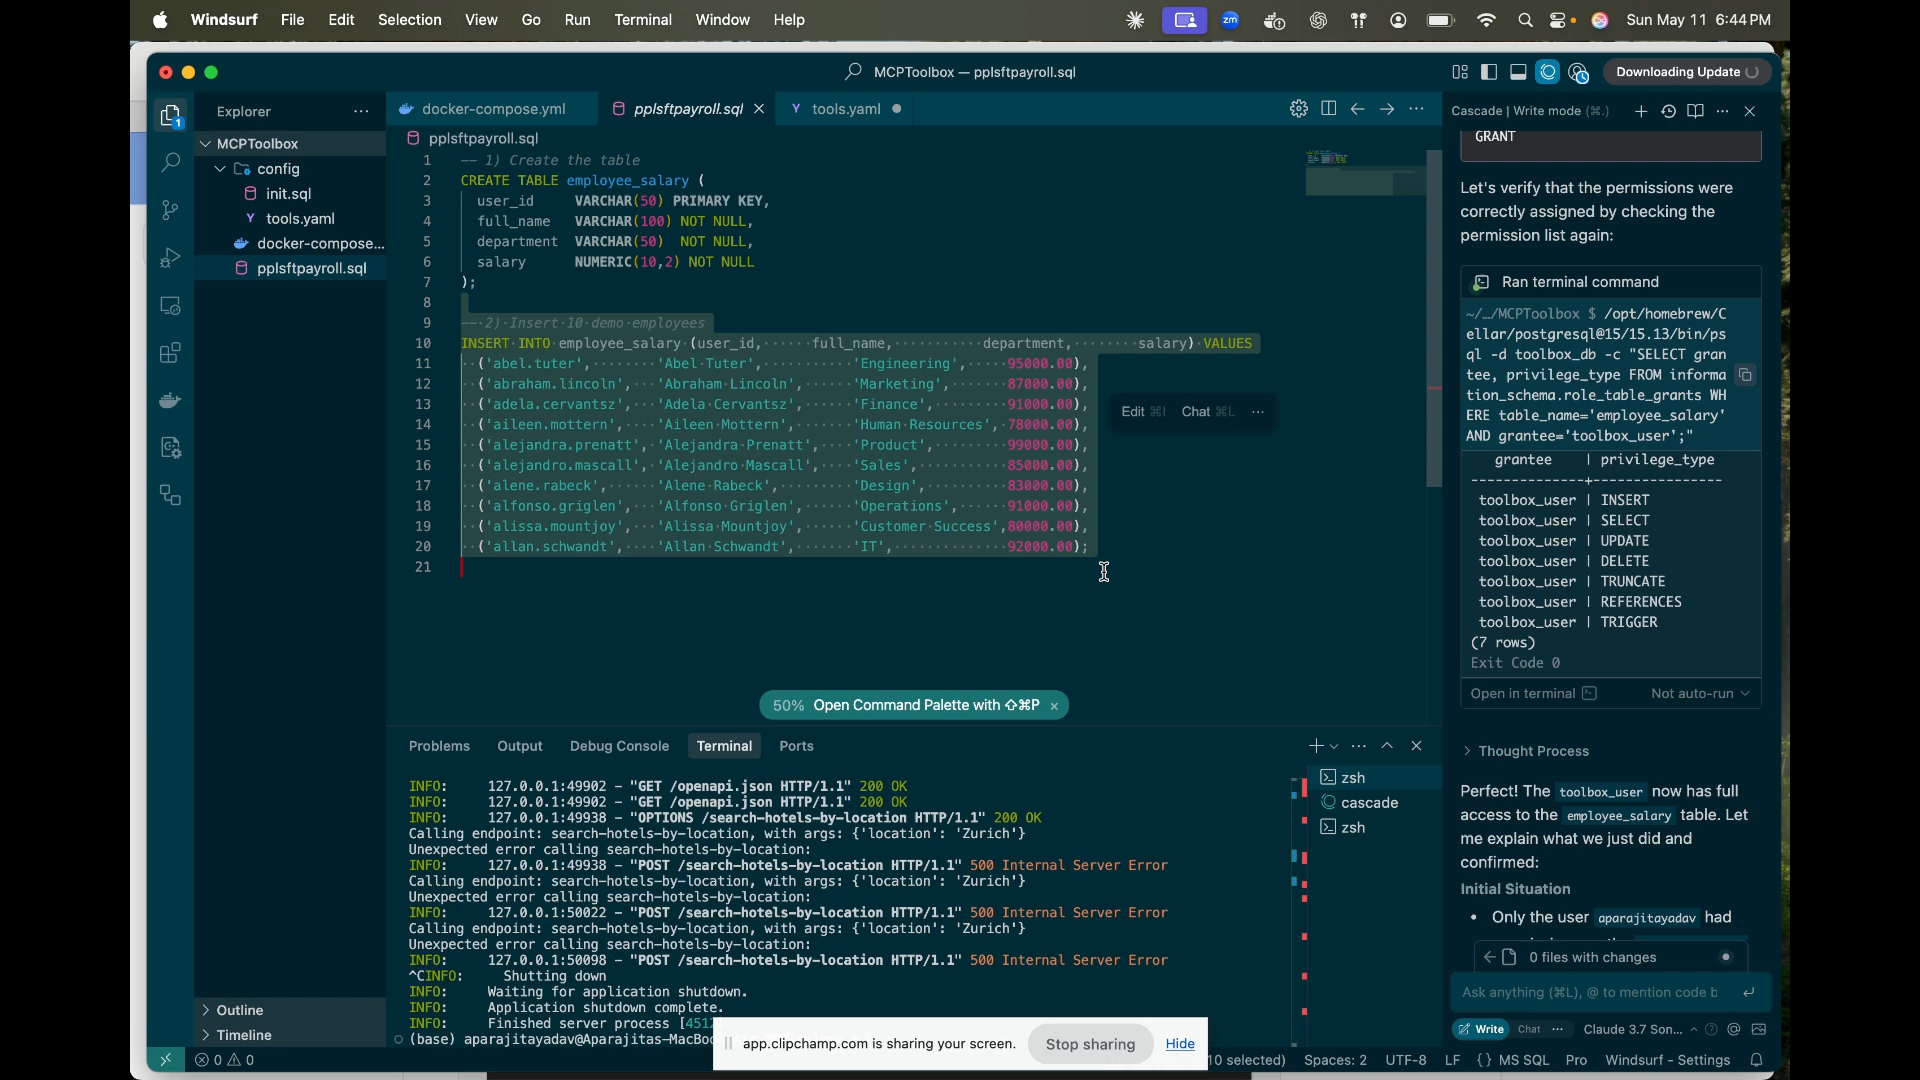 Windsurf File Edit Selection View Go Run Terminal Window Help
zm
Sun May 11 6:44 PM
MCPToolbox — pplsftpayroll.sql
Downloading Update
Explorer
1
MCPToolbox
config
init.sql
tools.yaml
docker-compose...
pplsftpayroll.sql
Outline
Timeline
docker-compose.yml
pplsftpayroll.sql
tools.yaml
pplsftpayroll.sql
1 -- 1) Create the table
2 CREATE TABLE employee_salary (
3 user_id VARCHAR(50) PRIMARY KEY,
4 full_name VARCHAR(100) NOT NULL,
5 department VARCHAR(50) NOT NULL,
6 salary NUMERIC(10,2) NOT NULL
7 );
8
9 -- 2) Insert 10 demo employees
10 INSERT INTO employee_salary (user_id, full_name, department, salary) VALUES
11 ('abel.tuter', 'Abel Tuter', 'Engineering', 95000.00),
12 ('abraham.lincoln', 'Abraham Lincoln', 'Marketing', 87000.00),
13 ('adela.cervantsz', 'Adela Cervantsz', 'Finance', 91000.00),
14 ('aileen.mottern', 'Aileen Mottern', 'Human Resources', 78000.00),
15 ('alejandra.prenatt', 'Alejandra Prenatt', 'Product', 99000.00),
16 ('alejandro.mascall', 'Alejandro Mascall', 'Sales', 85000.00),
17 ('alene.rabeck', 'Alene Rabeck', 'Design', 83000.00),
18 ('alfonso.griglen', 'Alfonso Griglen', 'Operations', 91000.00),
19 ('alissa.mountjoy', 'Alissa Mountjoy', 'Customer Success', 80000.00),
20 ('allan.schwandt', 'Allan Schwandt', 'IT', 92000.00);
21
Edit ⌘I Chat ⌘L ...
50% Open Command Palette with ⇧⌘P ×
Problems Output Debug Console Terminal Ports
INFO: 127.0.0.1:49902 - "GET /openapi.json HTTP/1.1" 200 OK
INFO: 127.0.0.1:49902 - "GET /openapi.json HTTP/1.1" 200 OK
INFO: 127.0.0.1:49938 - "OPTIONS /search-hotels-by-location HTTP/1.1" 200 OK
Calling endpoint: search-hotels-by-location, with args: {'location': 'Zurich'}
Unexpected error calling search-hotels-by-location:
INFO: 127.0.0.1:49938 - "POST /search-hotels-by-location HTTP/1.1" 500 Internal Server Error
Calling endpoint: search-hotels-by-location, with args: {'location': 'Zurich'}
Unexpected error calling search-hotels-by-location:
INFO: 127.0.0.1:50022 - "POST /search-hotels-by-location HTTP/1.1" 500 Internal Server Error
Calling endpoint: search-hotels-by-location, with args: {'location': 'Zurich'}
Unexpected error calling search-hotels-by-location:
INFO: 127.0.0.1:50098 - "POST /search-hotels-by-location HTTP/1.1" 500 Internal Server Error
^CINFO: Shutting down
INFO: Waiting for application shutdown.
INFO: Application shutdown complete.
INFO: Finished server process [4512
(base) aparajitayadav@Aparajitas-MacBoo
zsh
cascade
zsh
Cascade | Write mode (⌘.)
GRANT
Let's verify that the permissions were
correctly assigned by checking the
permission list again:
Ran terminal command
~/…/MCPToolbox $ /opt/homebrew/C
ellar/postgresql@15/15.13/bin/ps
ql -d toolbox_db -c "SELECT gran
tee, privilege_type FROM informa
tion_schema.role_table_grants WH
ERE table_name='employee_salary'
AND grantee='toolbox_user';"
grantee | privilege_type
--------------+----------------
toolbox_user | INSERT
toolbox_user | SELECT
toolbox_user | UPDATE
toolbox_user | DELETE
toolbox_user | TRUNCATE
toolbox_user | REFERENCES
toolbox_user | TRIGGER
(7 rows)
Exit Code 0
Open in terminal Not auto-run
Thought Process
Perfect! The toolbox_user now has full
access to the employee_salary table. Let
me explain what we just did and
confirmed:
Initial Situation
• Only the user aparajitayadav had
0 files with changes
Ask anything (⌘L), @ to mention code b
Write Chat ... Claude 3.7 Son...
app.clipchamp.com is sharing your screen. Stop sharing Hide
0 0
10 selected) Spaces: 2 UTF-8 LF {} MS SQL Pro Windsurf - Settings